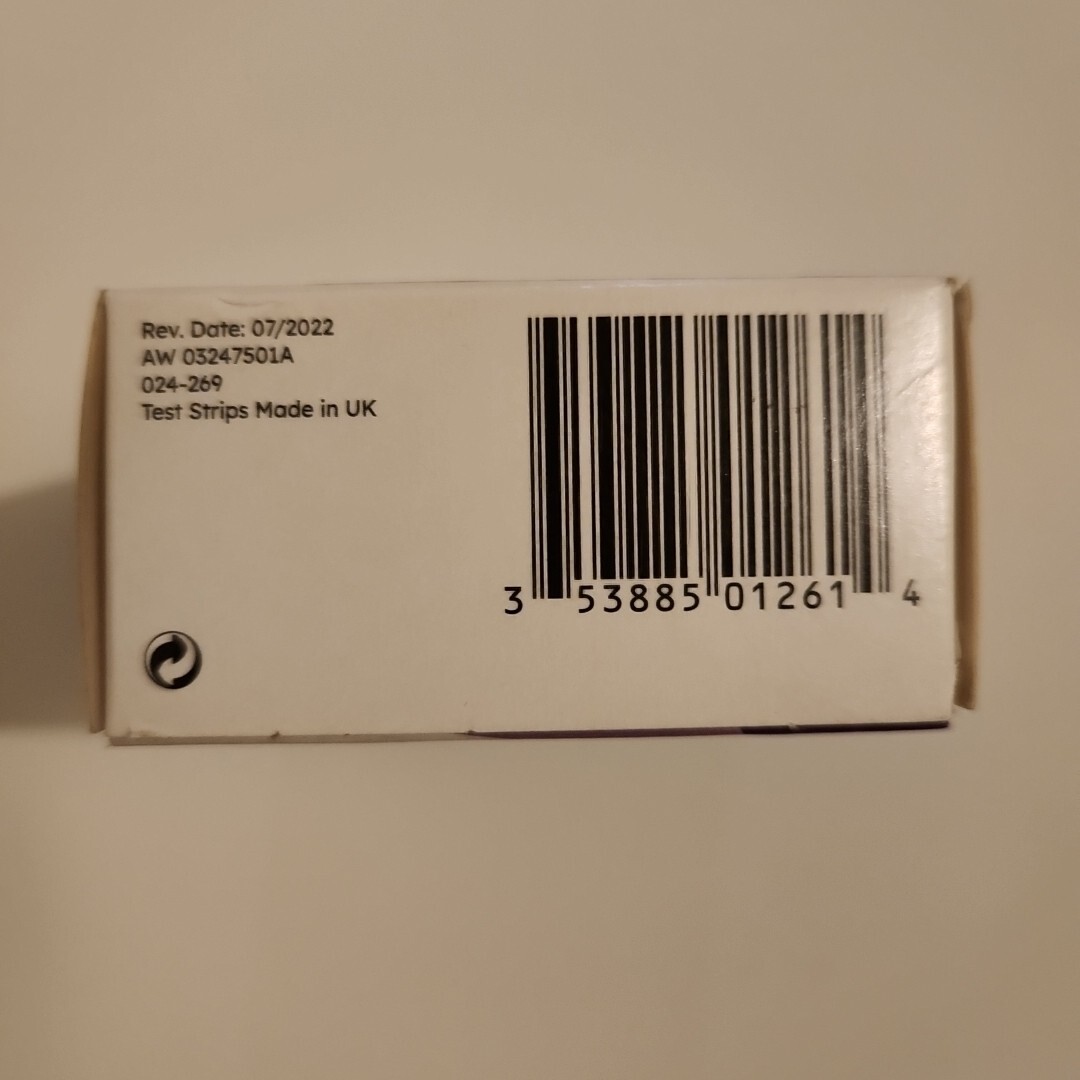 Rev. Date: 07/2022
AW 03247501A
024-269
Test Strips Made in UK
3 53885 01261 4